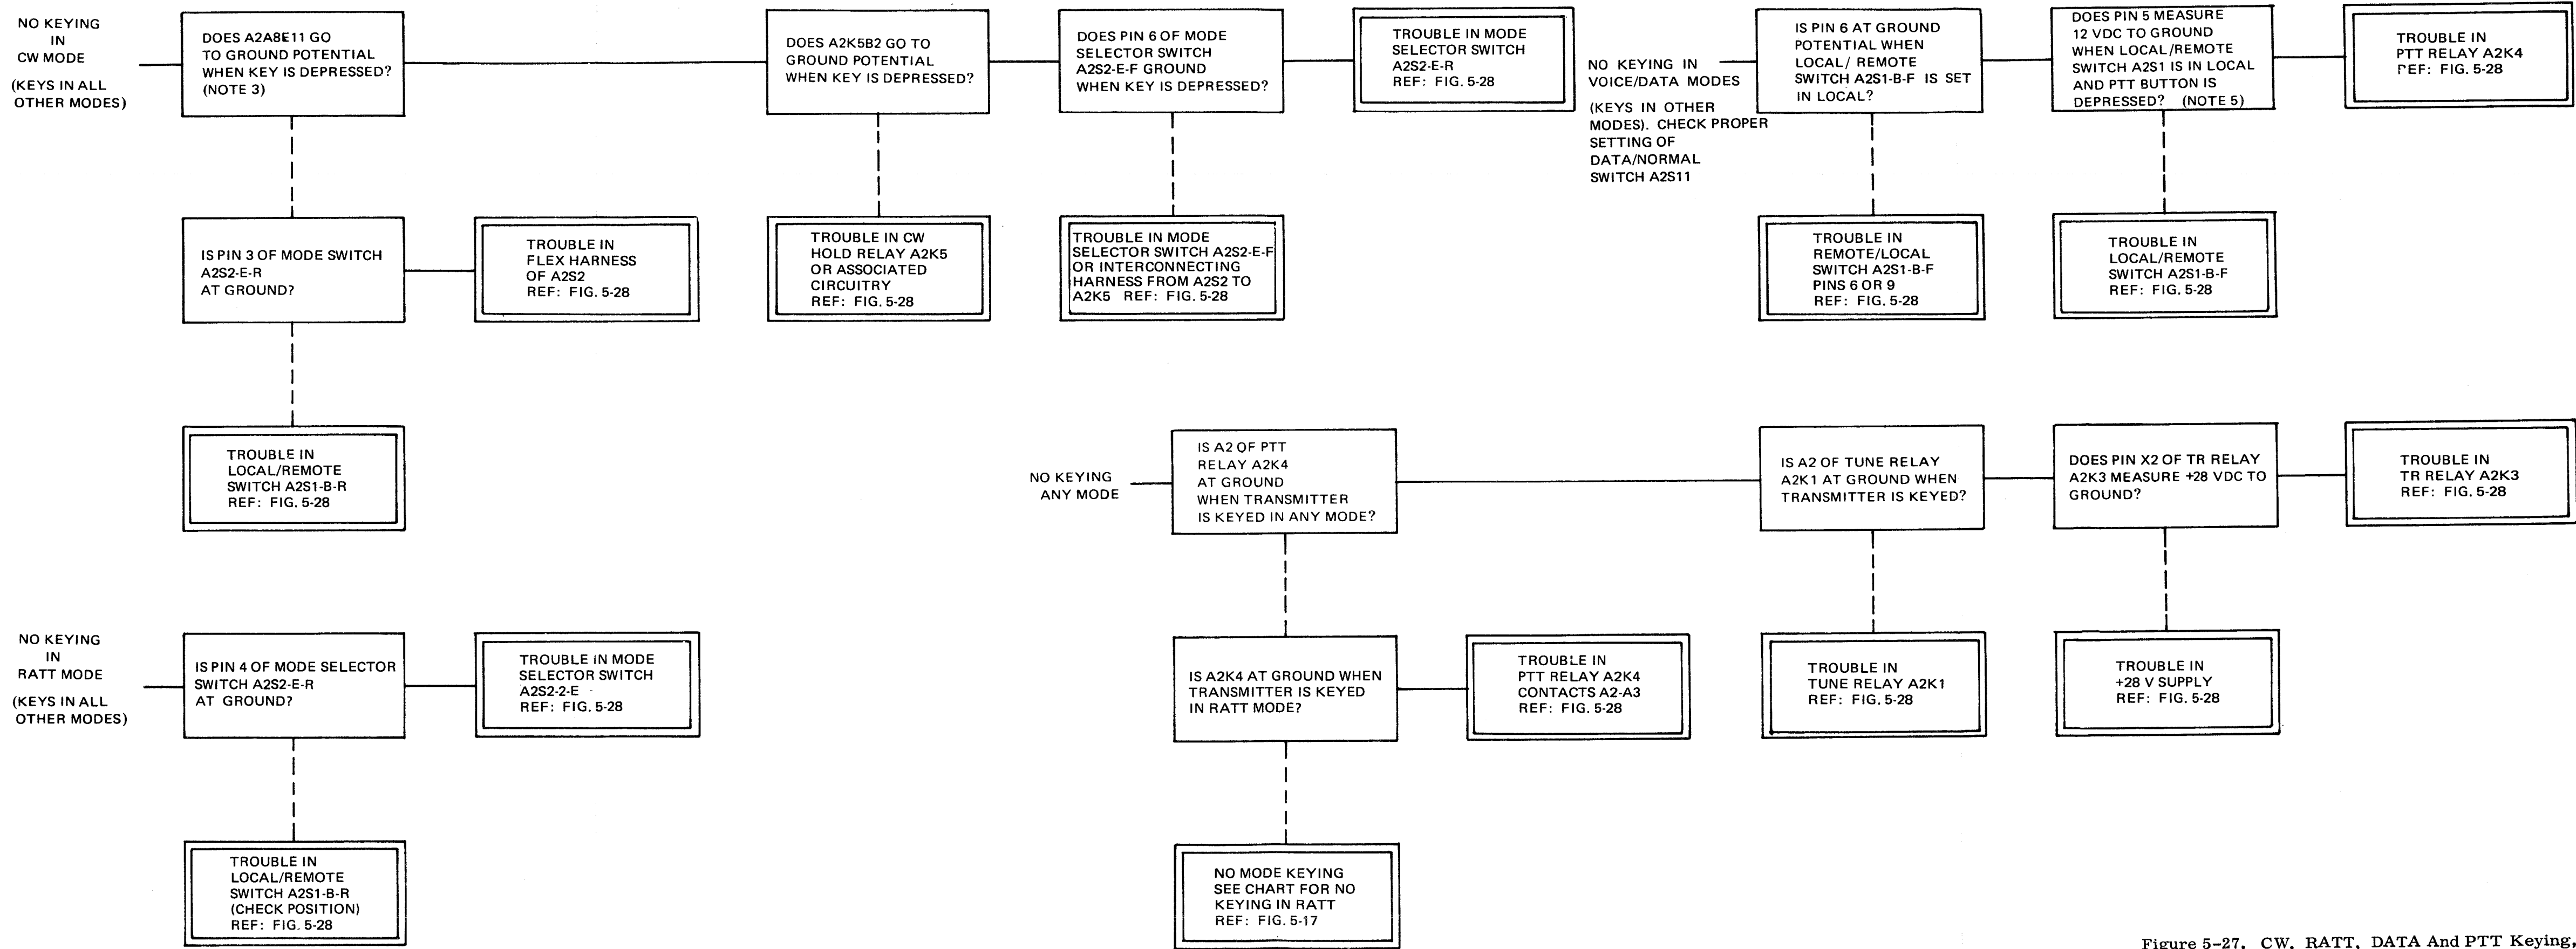 NO KEYING
IN
CW MODE
(KEYS IN ALL
OTHER MODES)
DOES A2A8E11 GO
TO GROUND POTENTIAL
WHEN KEY IS DEPRESSED?
(NOTE 3)
DOES A2K5B2 GO TO
GROUND POTENTIAL
WHEN KEY IS DEPRESSED?
DOES PIN 6 OF MODE
SELECTOR SWITCH
A2S2-E-F GROUND
WHEN KEY IS DEPRESSED?
TROUBLE IN MODE
SELECTOR SWITCH
A2S2-E-R
REF: FIG. 5-28
IS PIN 3 OF MODE SWITCH
A2S2-E-R
AT GROUND?
TROUBLE IN
FLEX HARNESS
OF A2S2
REF: FIG. 5-28
TROUBLE IN CW
HOLD RELAY A2K5
OR ASSOCIATED
CIRCUITRY
REF: FIG. 5-28
TROUBLE IN MODE
SELECTOR SWITCH A2S2-E-F
OR INTERCONNECTING
HARNESS FROM A2S2 TO
A2K5 REF: FIG. 5-28
TROUBLE IN
LOCAL/REMOTE
SWITCH A2S1-B-R
REF: FIG. 5-28
NO KEYING IN
VOICE/DATA MODES
(KEYS IN OTHER
MODES). CHECK PROPER
SETTING OF
DATA/NORMAL
SWITCH A2S11
IS PIN 6 AT GROUND
POTENTIAL WHEN
LOCAL/ REMOTE
SWITCH A2S1-B-F IS SET
IN LOCAL?
DOES PIN 5 MEASURE
12 VDC TO GROUND
WHEN LOCAL/REMOTE
SWITCH A2S1 IS IN LOCAL
AND PTT BUTTON IS
DEPRESSED? (NOTE 5)
TROUBLE IN
PTT RELAY A2K4
REF: FIG. 5-28
TROUBLE IN
REMOTE/LOCAL
SWITCH A2S1-B-F
PINS 6 OR 9
REF: FIG. 5-28
TROUBLE IN
LOCAL/REMOTE
SWITCH A2S1-B-F
REF: FIG. 5-28
NO KEYING
ANY MODE
IS A2 OF PTT
RELAY A2K4
AT GROUND
WHEN TRANSMITTER
IS KEYED IN ANY MODE?
IS A2 OF TUNE RELAY
A2K1 AT GROUND WHEN
TRANSMITTER IS KEYED?
DOES PIN X2 OF TR RELAY
A2K3 MEASURE +28 VDC TO
GROUND?
TROUBLE IN
TR RELAY A2K3
REF: FIG. 5-28
IS A2K4 AT GROUND WHEN
TRANSMITTER IS KEYED
IN RATT MODE?
TROUBLE IN
PTT RELAY A2K4
CONTACTS A2-A3
REF: FIG. 5-28
TROUBLE IN
TUNE RELAY A2K1
REF: FIG. 5-28
TROUBLE IN
+28 V SUPPLY
REF: FIG. 5-28
NO MODE KEYING
SEE CHART FOR NO
KEYING IN RATT
REF: FIG. 5-17
NO KEYING
IN
RATT MODE
(KEYS IN ALL
OTHER MODES)
IS PIN 4 OF MODE SELECTOR
SWITCH A2S2-E-R
AT GROUND?
TROUBLE IN MODE
SELECTOR SWITCH
A2S2-2-E
REF: FIG. 5-28
TROUBLE IN
LOCAL/REMOTE
SWITCH A2S1-B-R
(CHECK POSITION)
REF: FIG. 5-28
Figure 5-27. CW, RATT, DATA And PTT Keying,